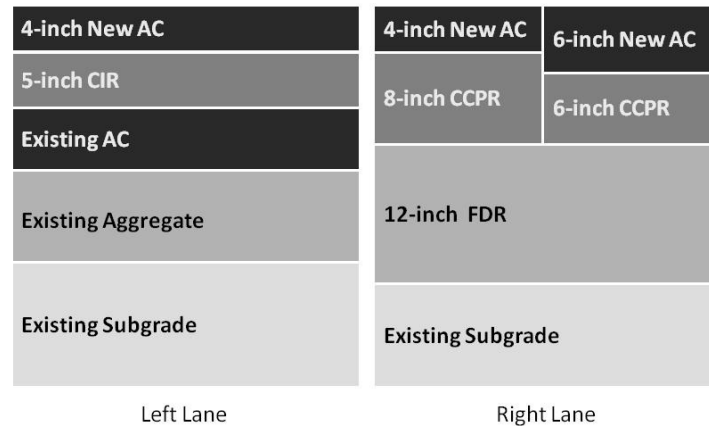 4-inch New AC
5-inch CIR
Existing AC
Existing Aggregate
Existing Subgrade
Left Lane
4-inch New AC
8-inch CCPR
6-inch New AC
6-inch CCPR
12-inch FDR
Existing Subgrade
Right Lane